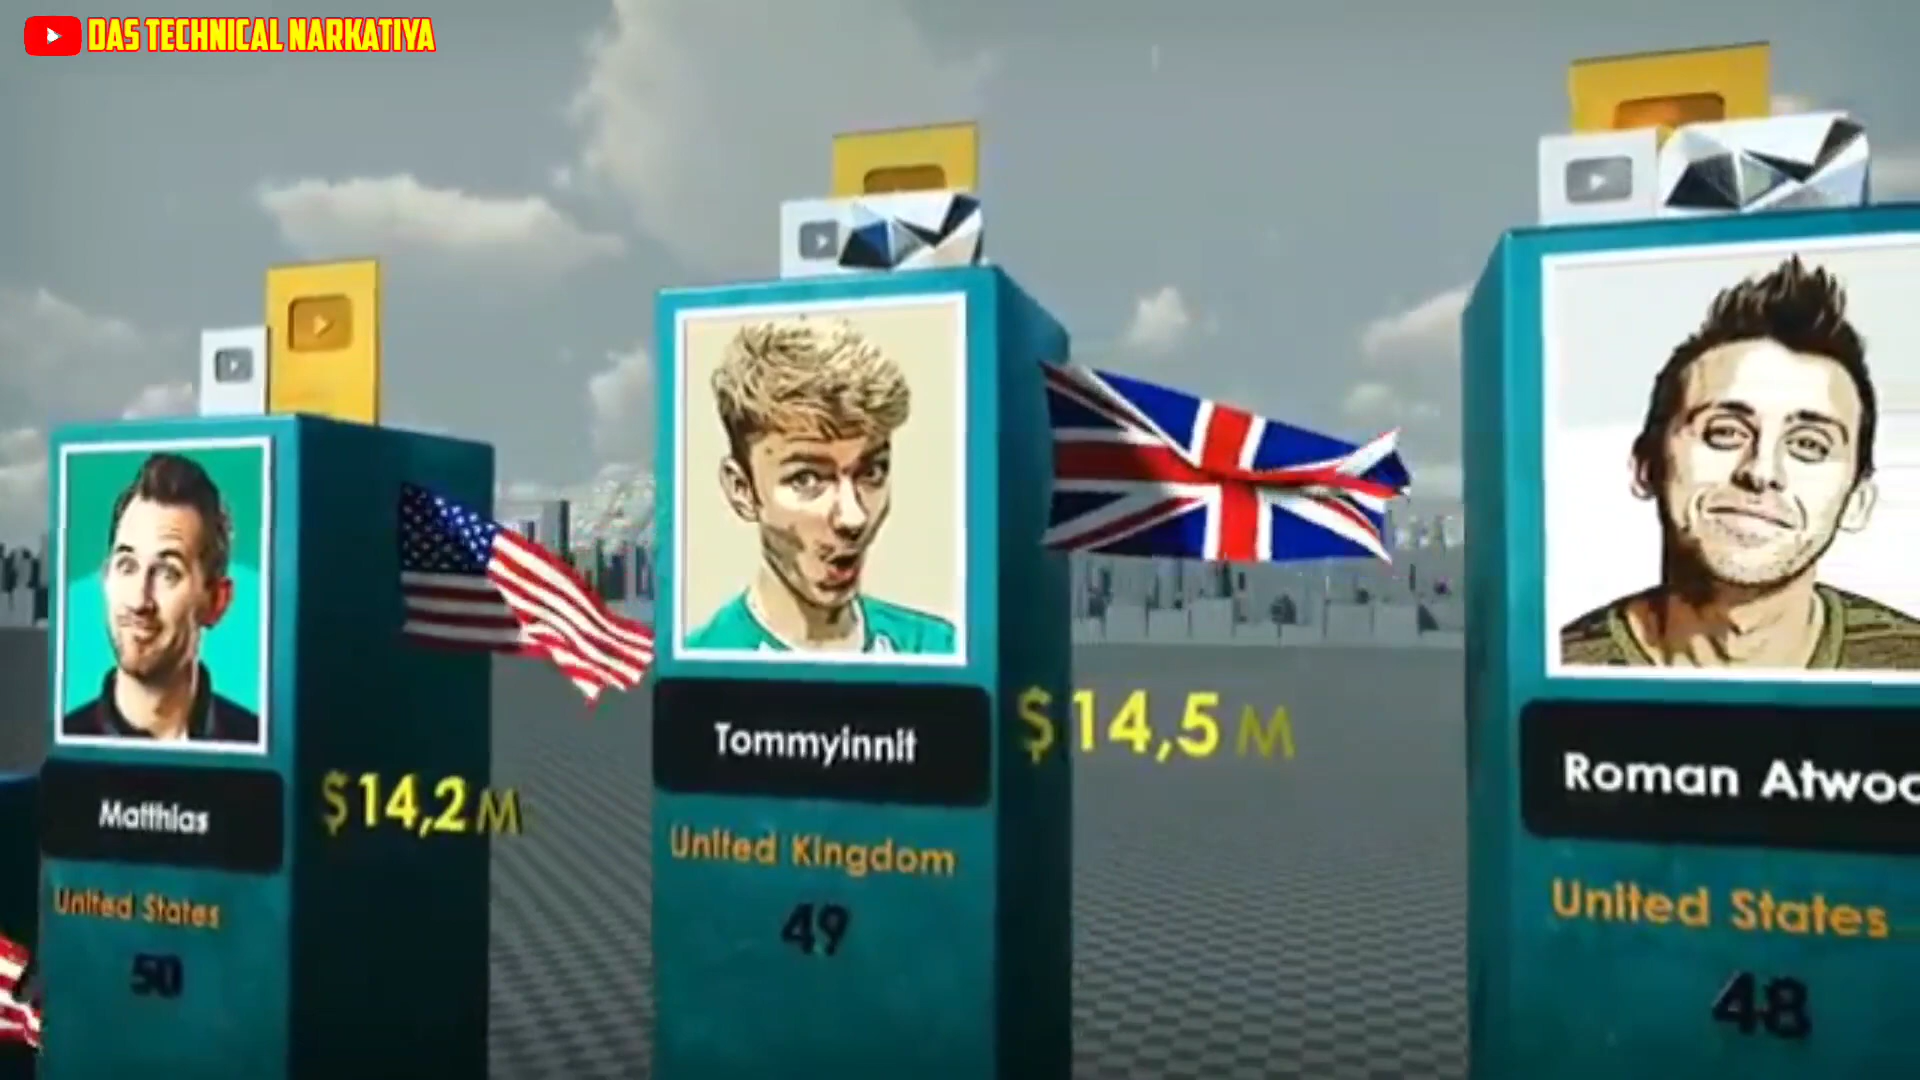 DAS TECHNICAL NARKATIYA
Matthias
$ 14,2 M
United States
50
Tommyinnit
$ 14,5 M
United Kingdom
49
Roman Atwoo
United States
48